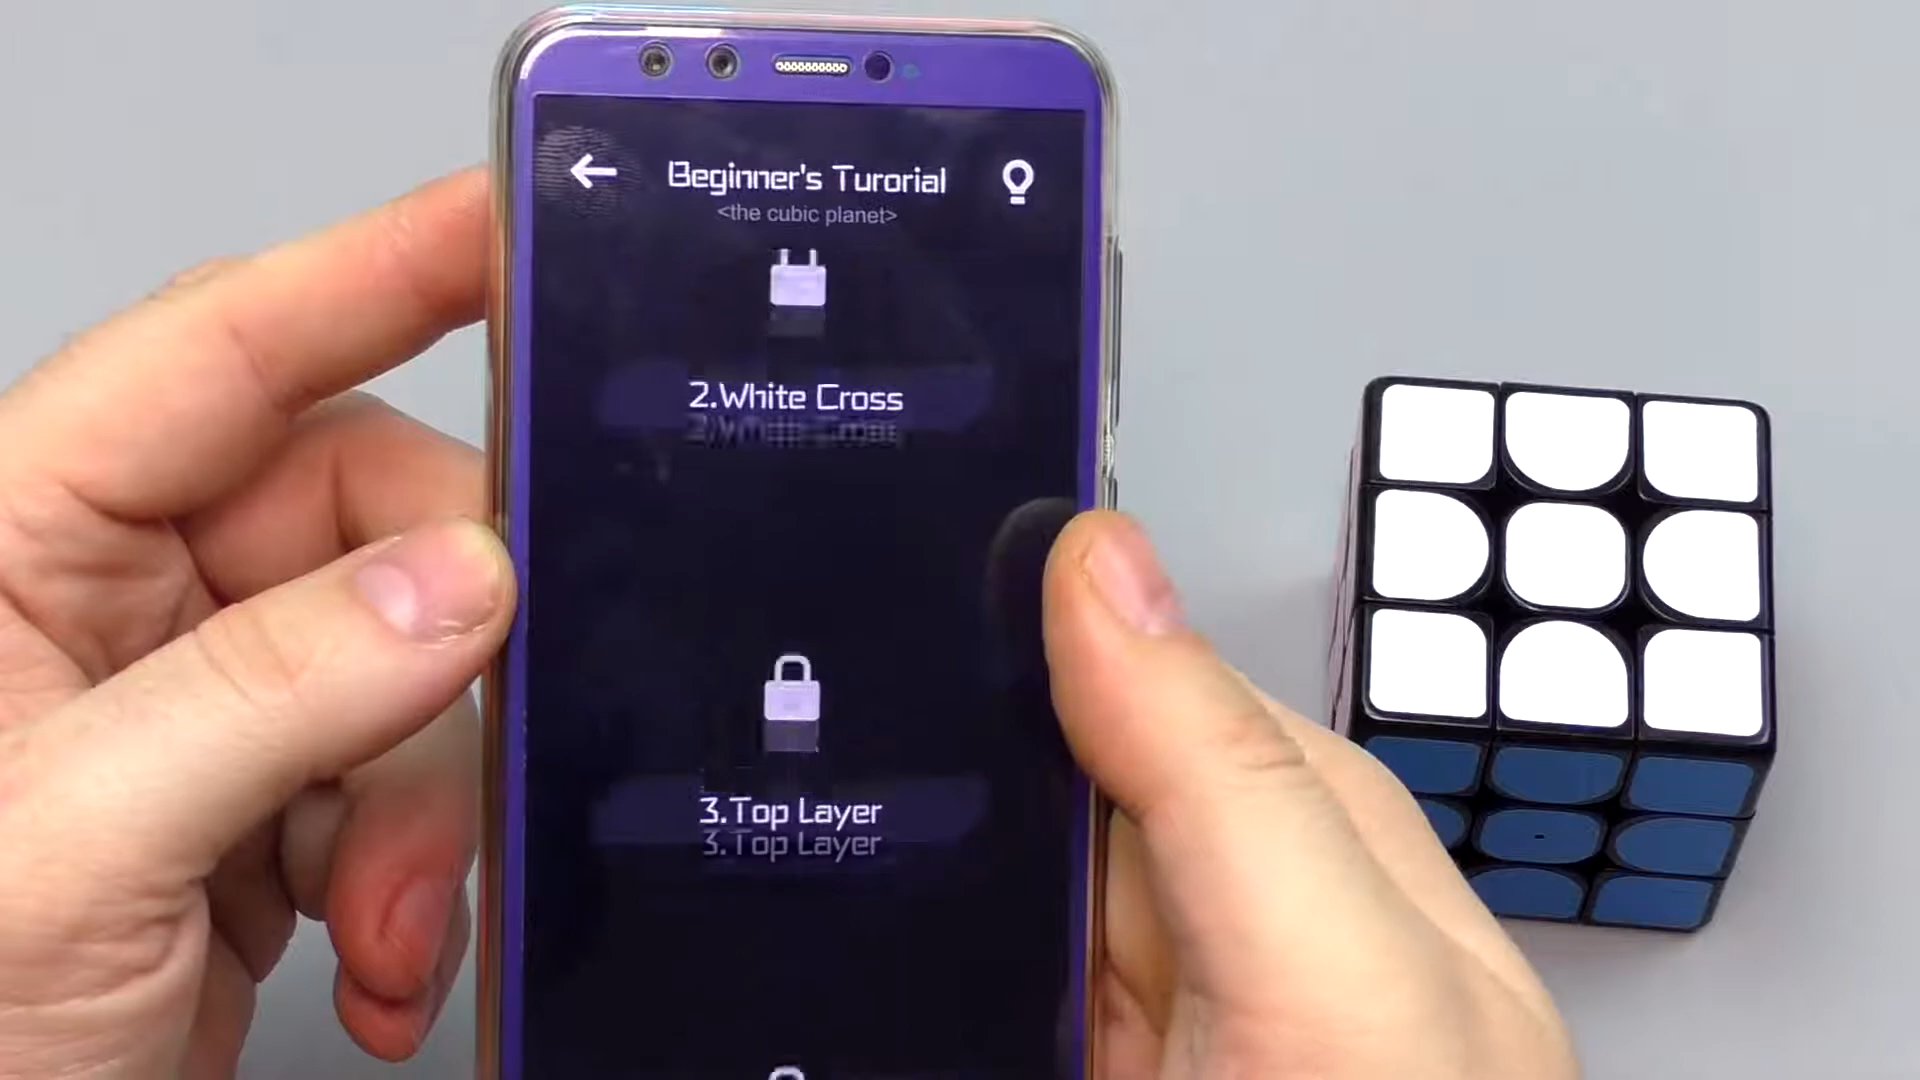 Beginner's Turorial
<the cubic planet>
2.White Cross
3.Top Layer